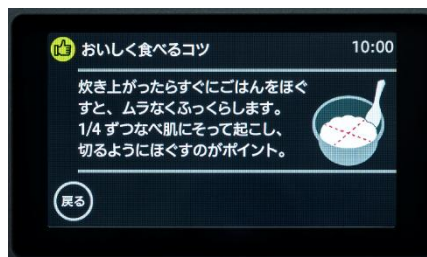 おいしく食べるコツ 10:00
炊き上がったらすぐにごはんをほぐ
すと、ムラなくふっくらします。
1/4ずつなべ肌にそって起こし、
切るようにほぐすのがポイント。
戻る